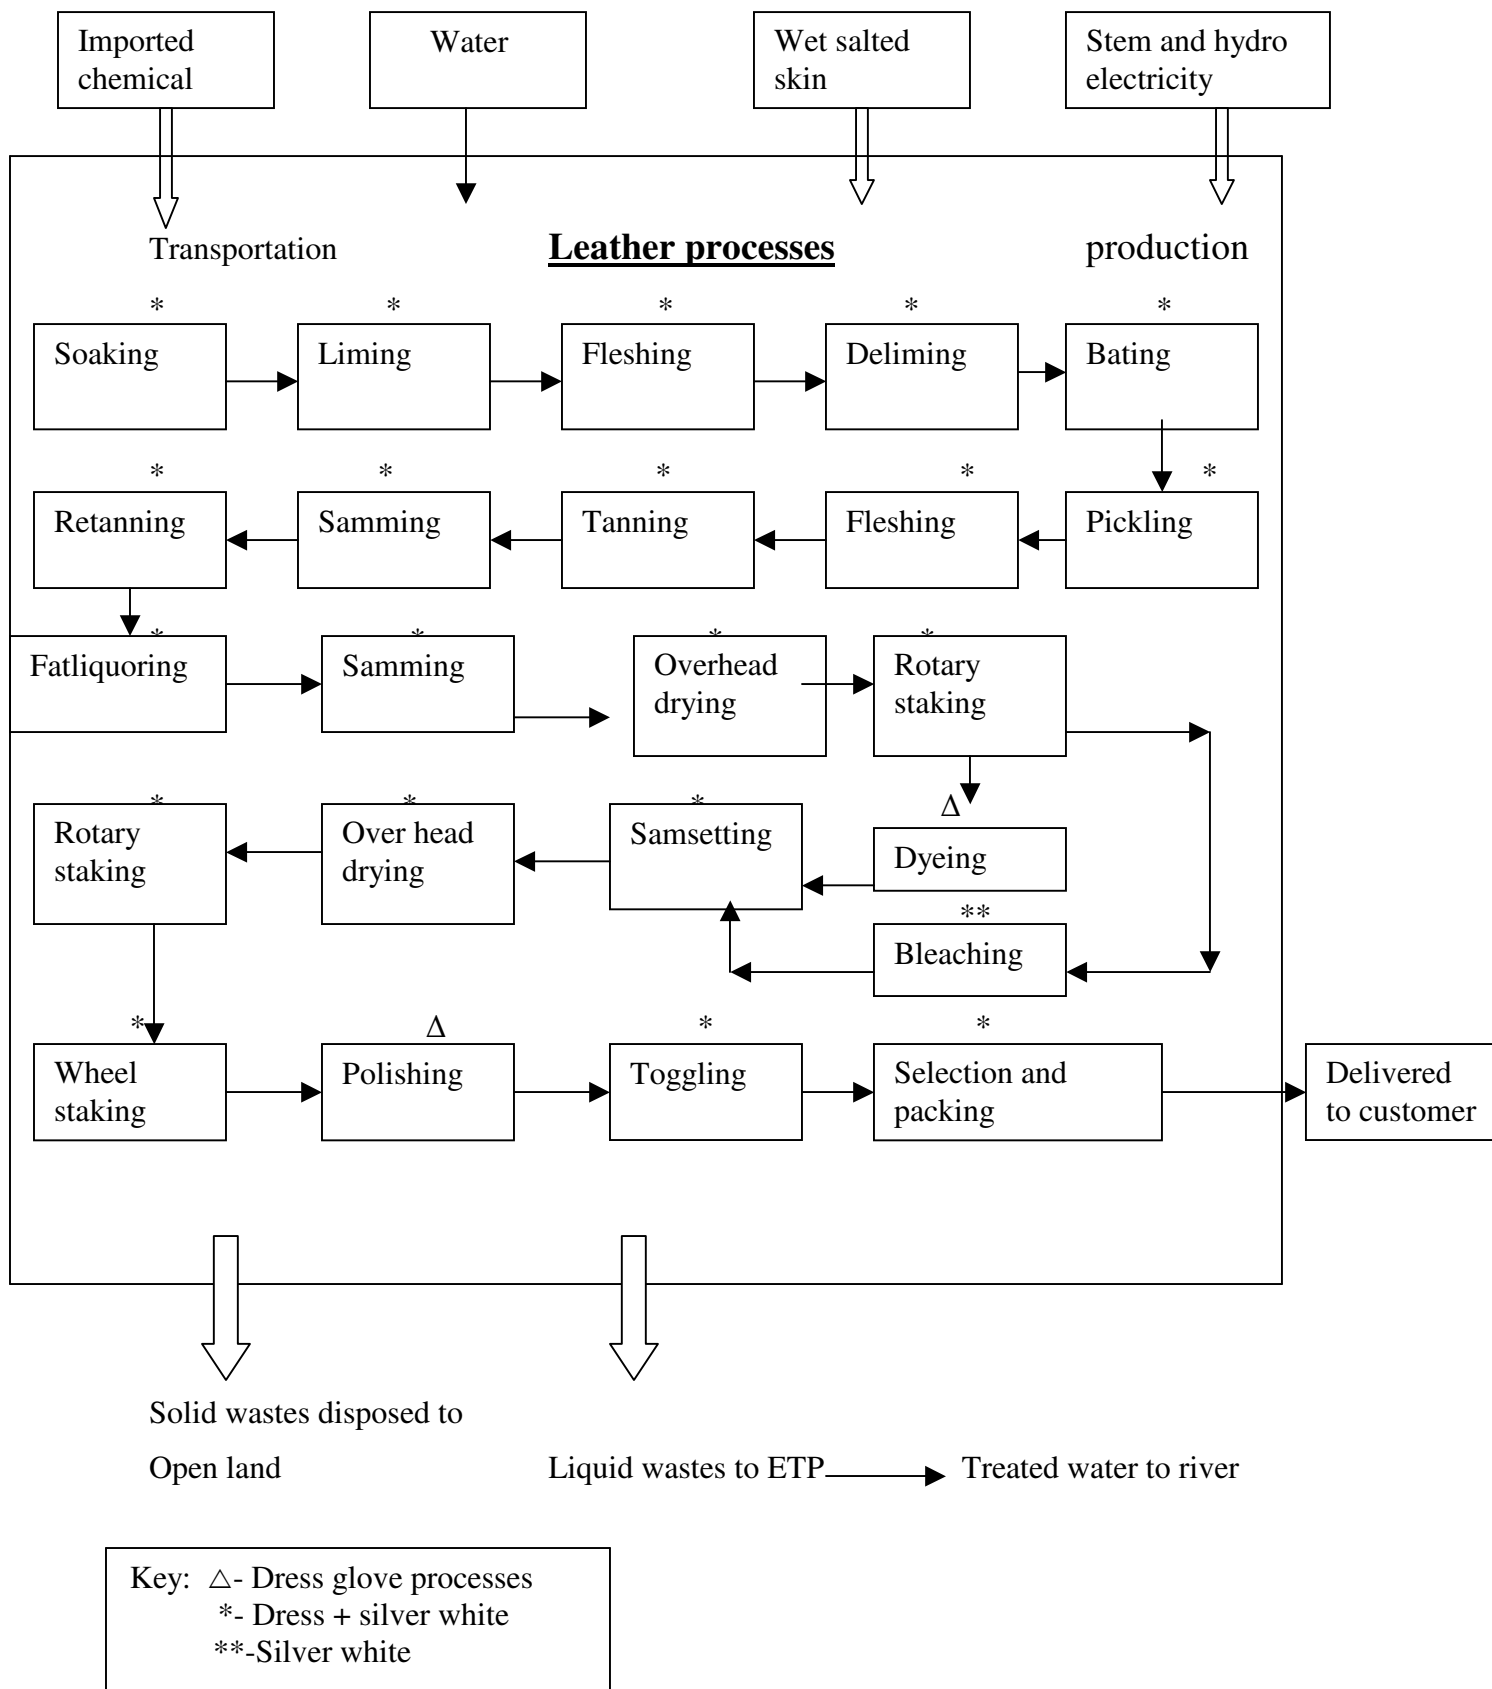 Imported
chemical
Water
Wet salted
skin
Stem and hydro
electricity
Transportation
Leather processes
production
* * * * *
Soaking
Liming
Fleshing
Deliming
Bating
* * * * *
Retanning
Samming
Tanning
Fleshing
Pickling
* * * *
Fatliquoring
Samming
Overhead
drying
Rotary
staking
* * * Δ
Rotary
staking
Over head
drying
Samsetting
Dyeing
**
Bleaching
* Δ * *
Wheel
staking
Polishing
Toggling
Selection and
packing
Delivered
to customer
Solid wastes disposed to
Open land
Liquid wastes to ETP
Treated water to river
Key: △- Dress glove processes
*- Dress + silver white
**-Silver white